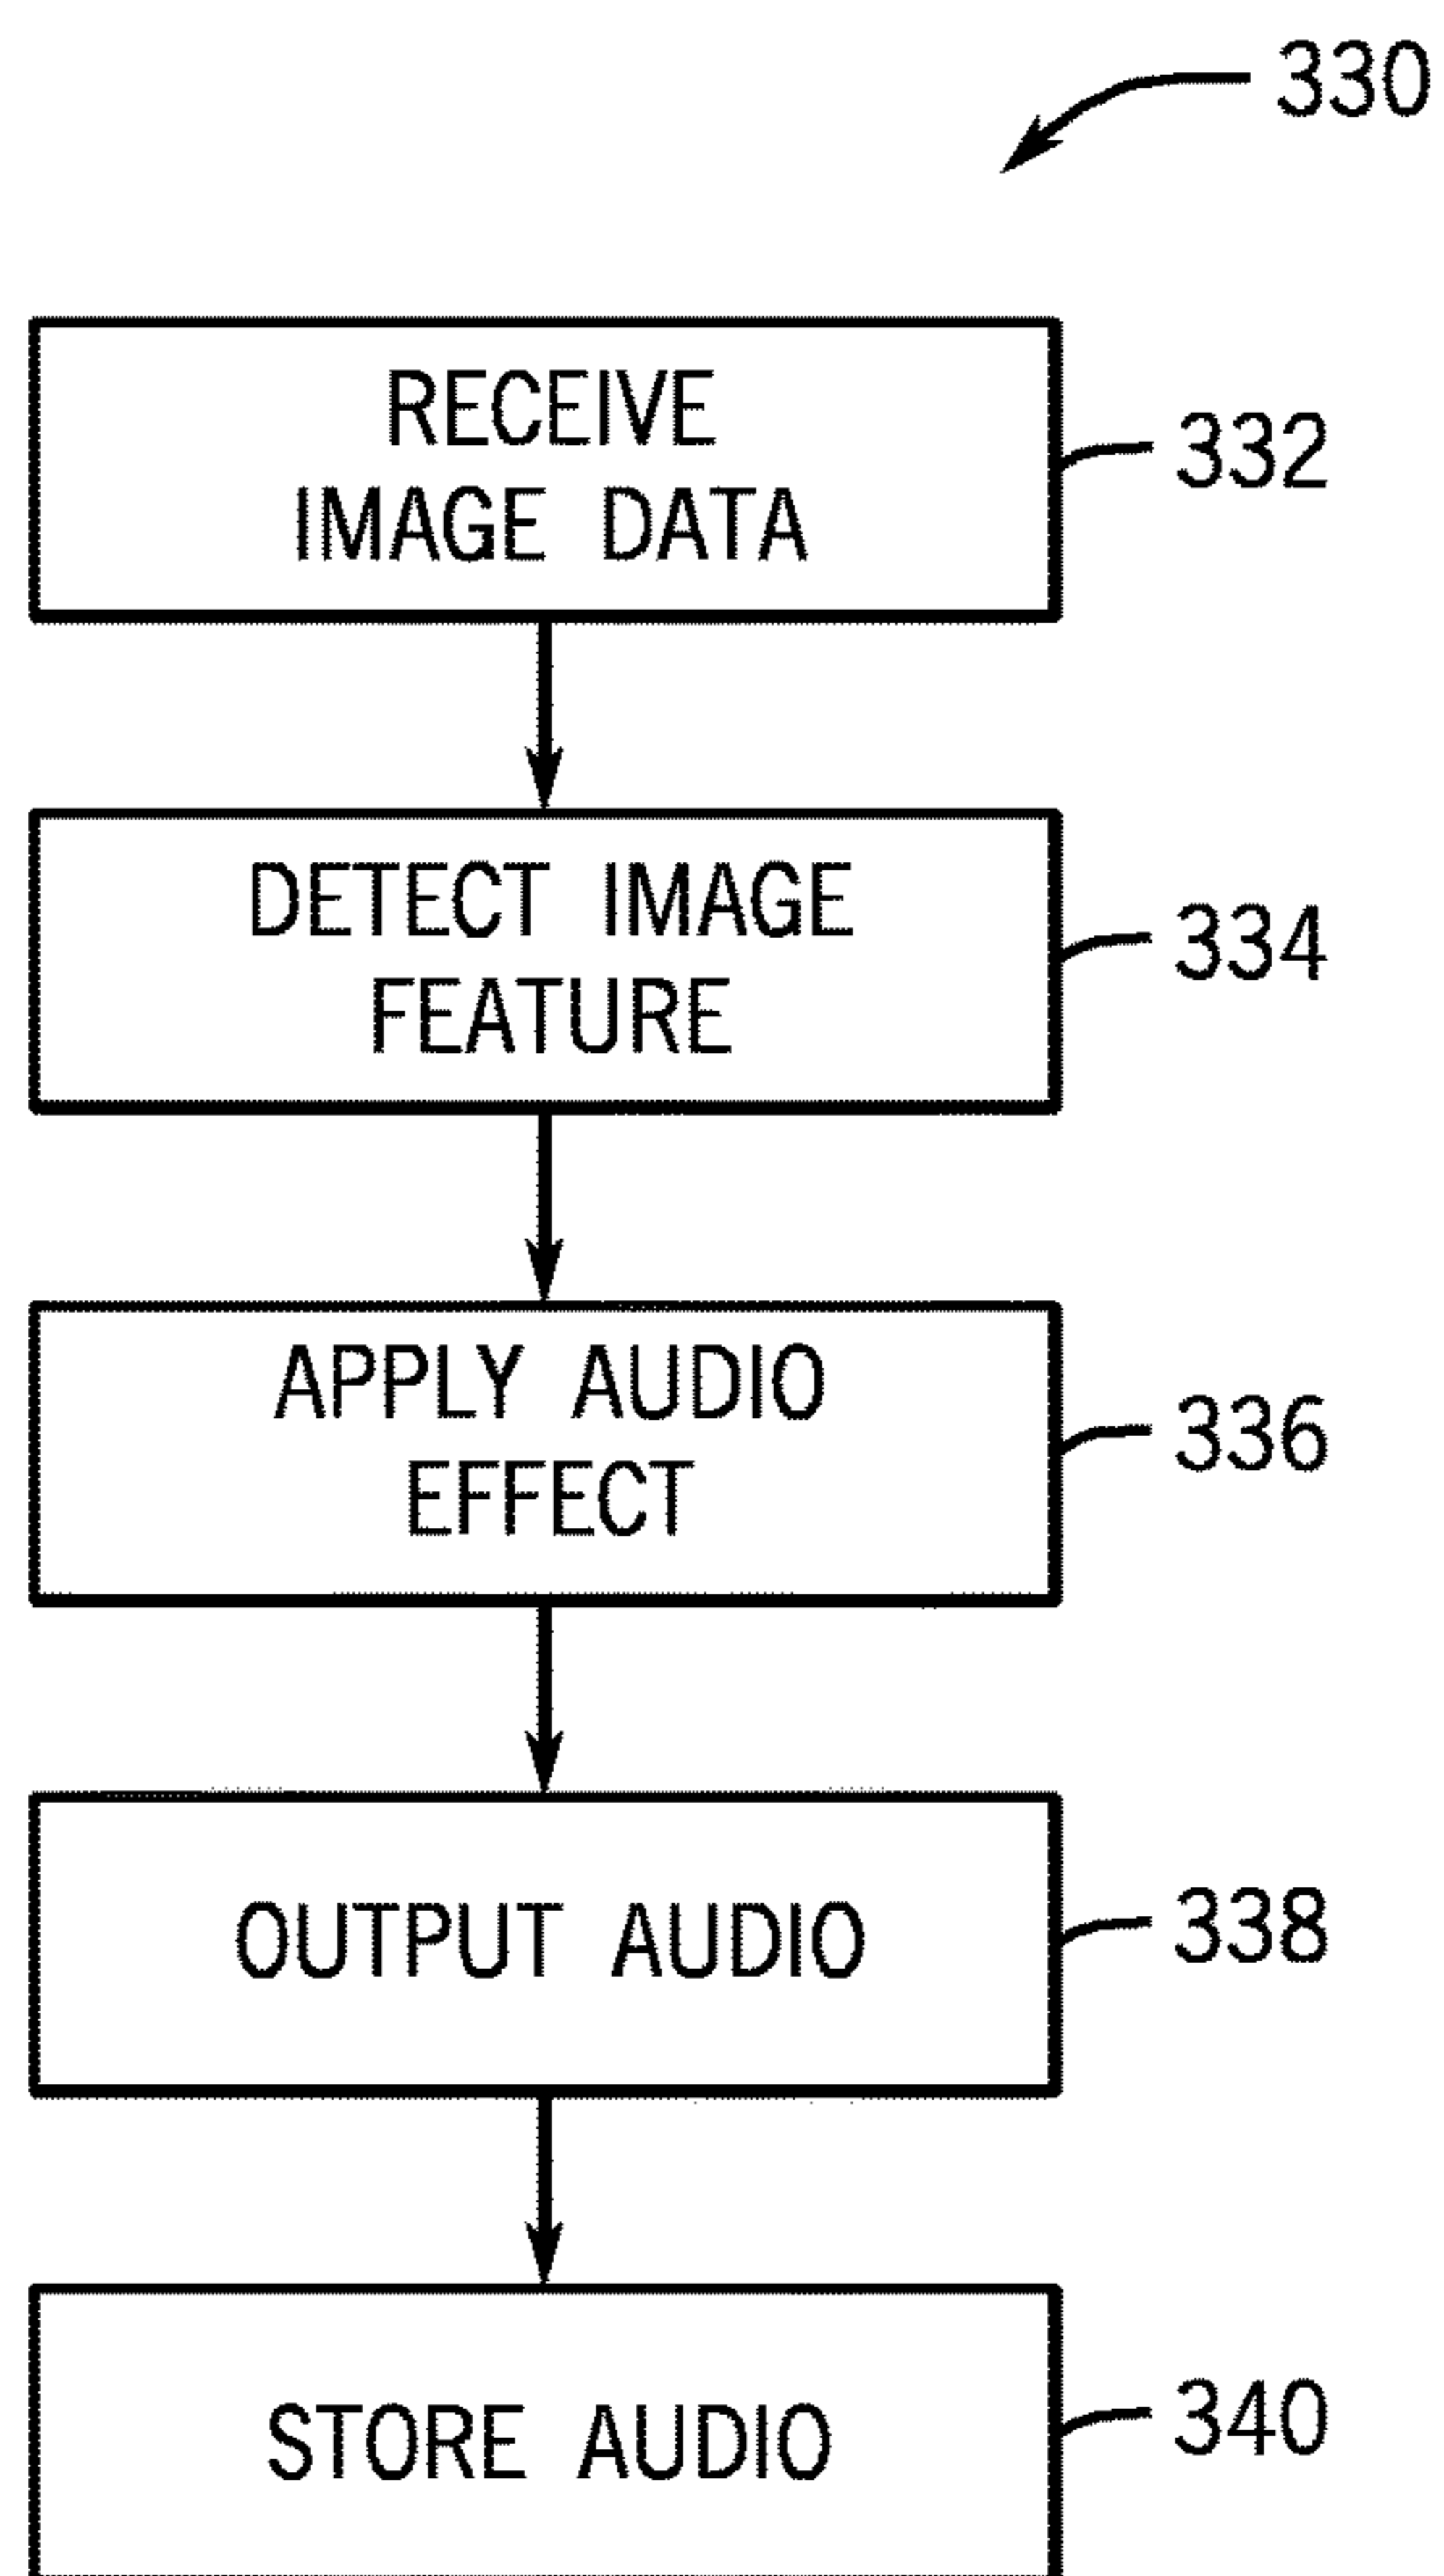 330
RECEIVE
IMAGE DATA
332
DETECT IMAGE
FEATURE
334
APPLY AUDIO
EFFECT
336
OUTPUT AUDIO
338
STORE AUDIO
340